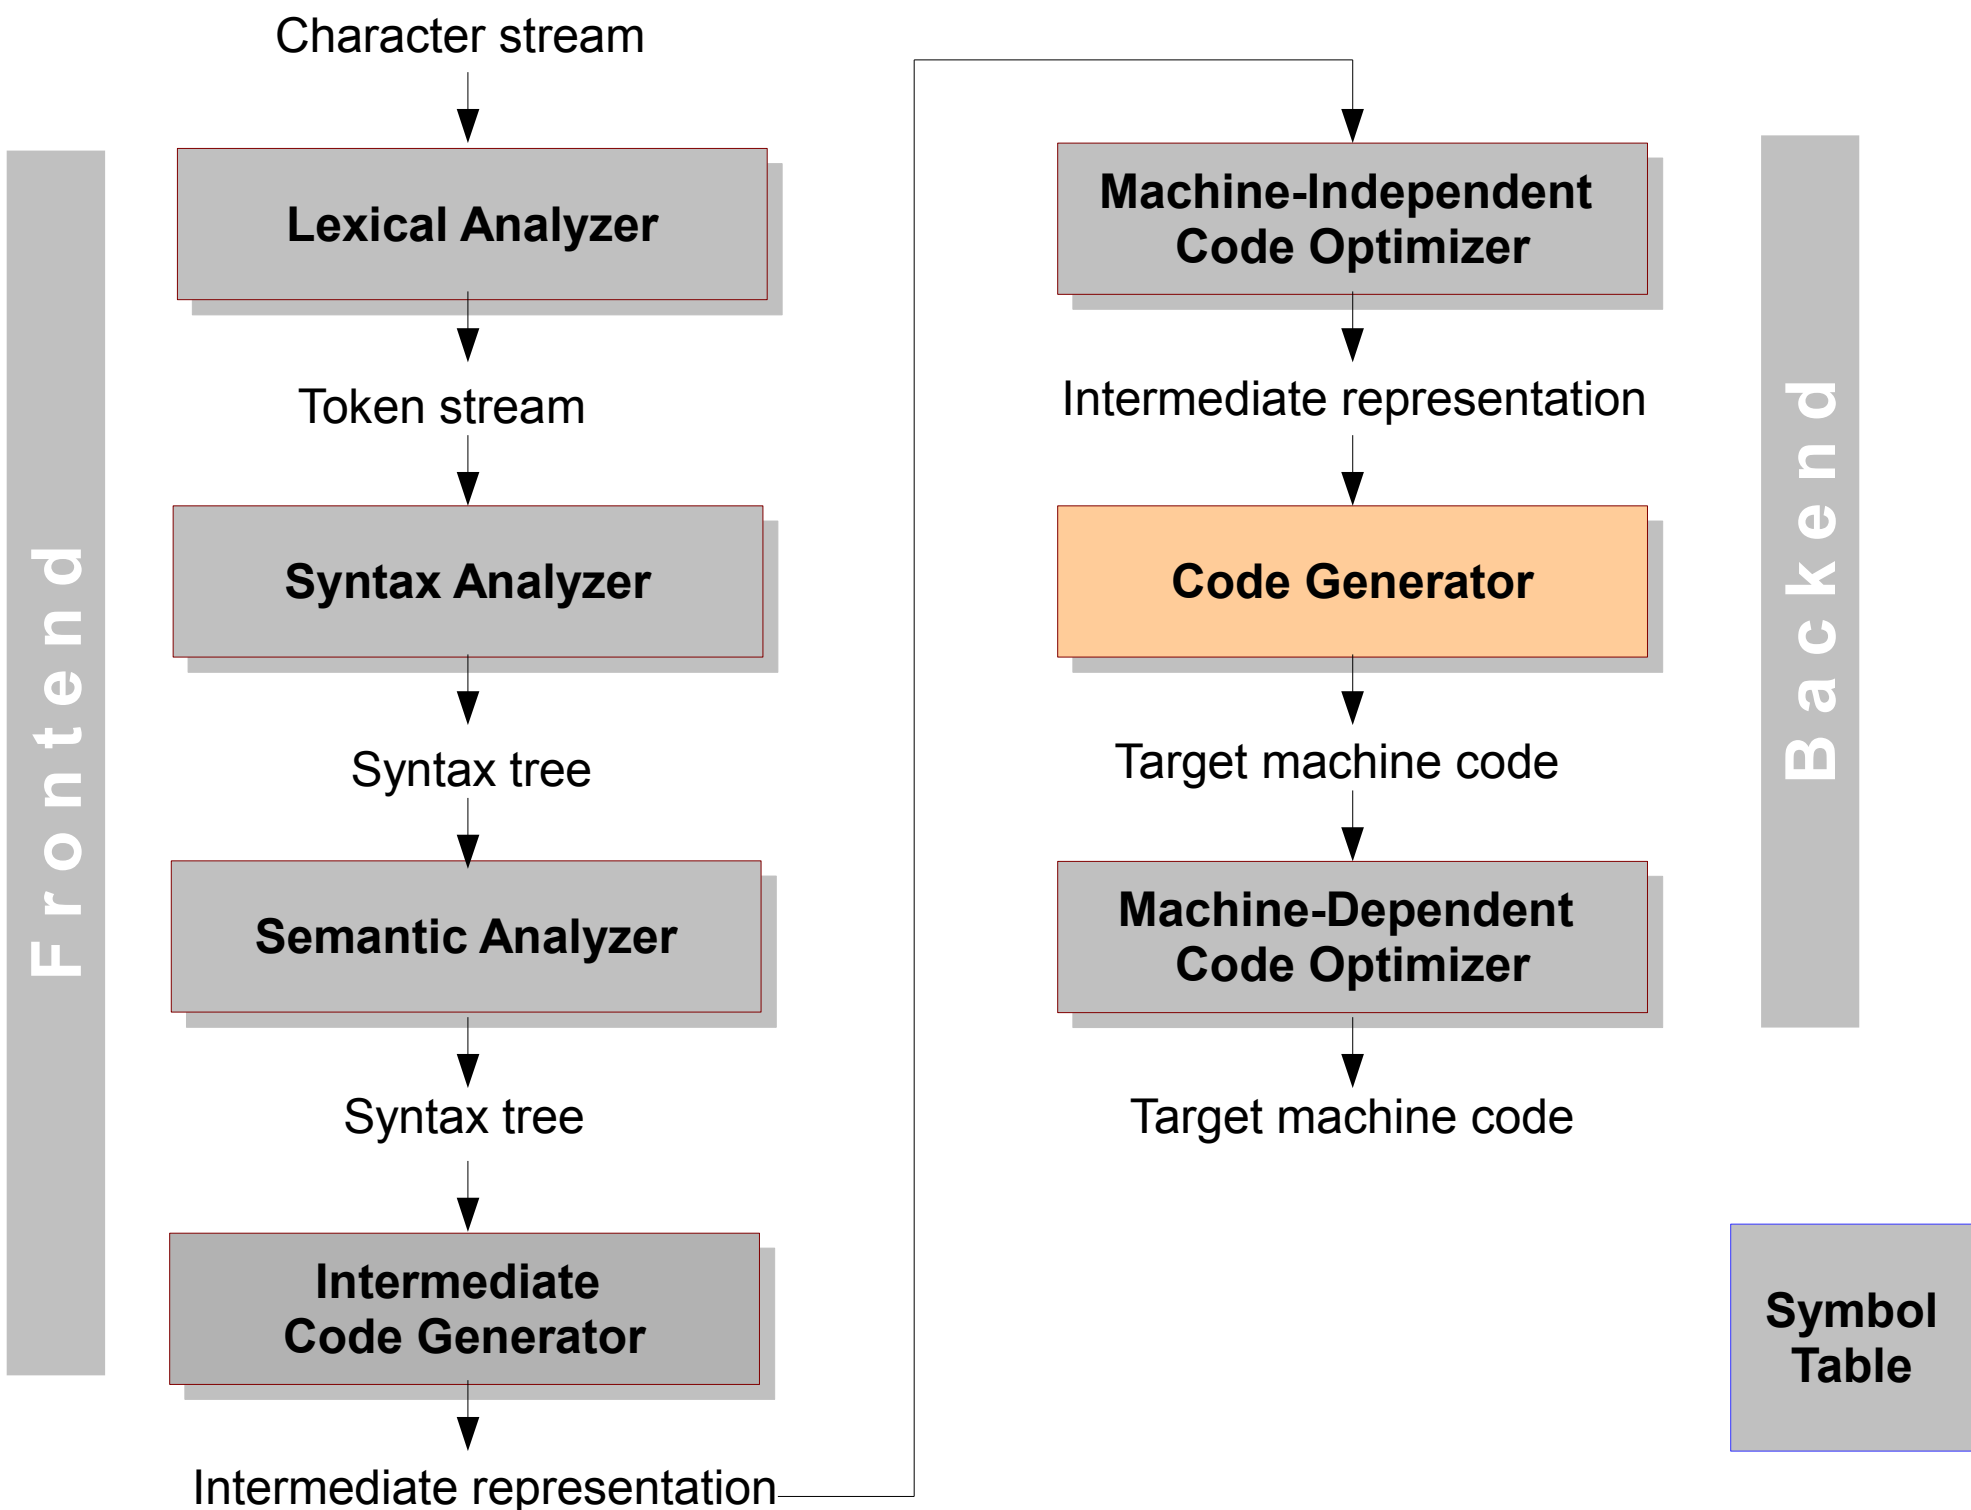 Character stream
Lexical Analyzer
Token stream
Syntax Analyzer
Syntax tree
Semantic Analyzer
Syntax tree
Intermediate
Code Generator
Intermediate representation
Frontend
Machine-Independent
Code Optimizer
Intermediate representation
Code Generator
Target machine code
Machine-Dependent
Code Optimizer
Target machine code
Backend
Symbol
Table